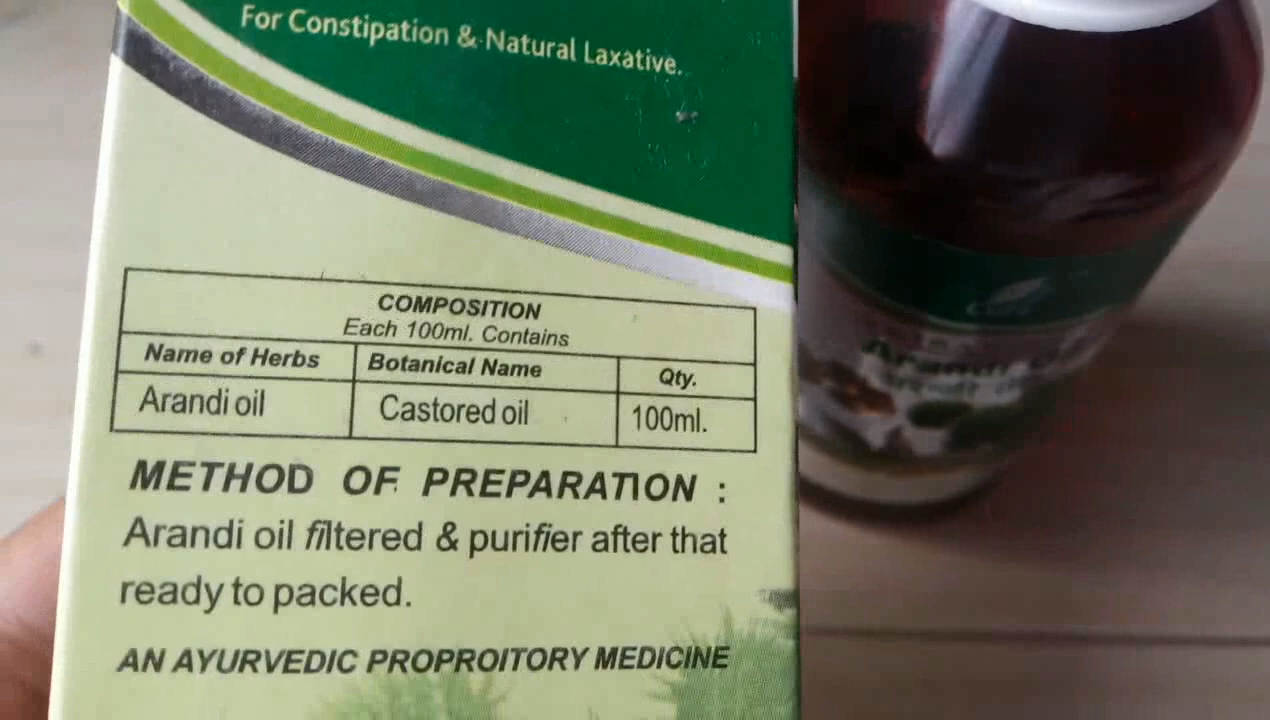 For Constipation & Natural Laxative.
COMPOSITION
Each 100ml. Contains
Name of Herbs Botanical Name Qty.
Arandi oil Castored oil 100ml.
METHOD OF PREPARATION :
Arandi oil filtered & purifier after that
ready to packed.
AN AYURVEDIC PROPROITORY MEDICINE
Arandi